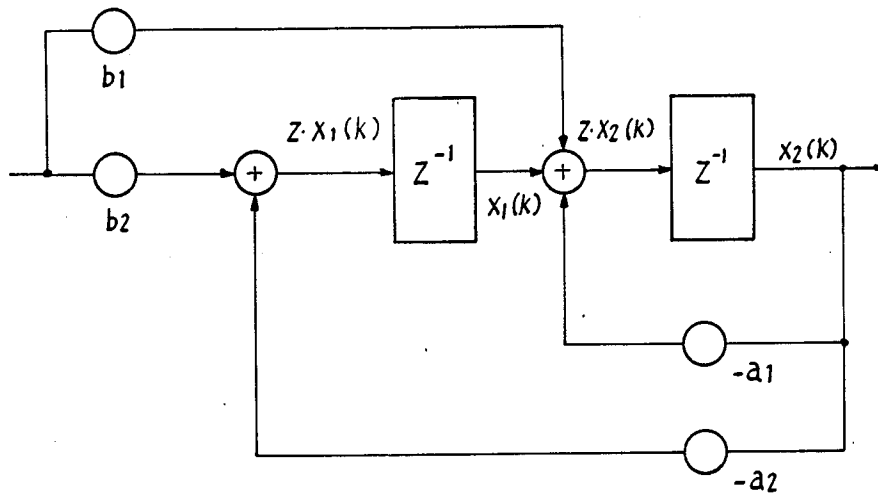 b1
z·x1(k)
z⁻¹
z·x2(k)
z⁻¹
x2(k)
+
+
x1(k)
b2
-a1
-a2